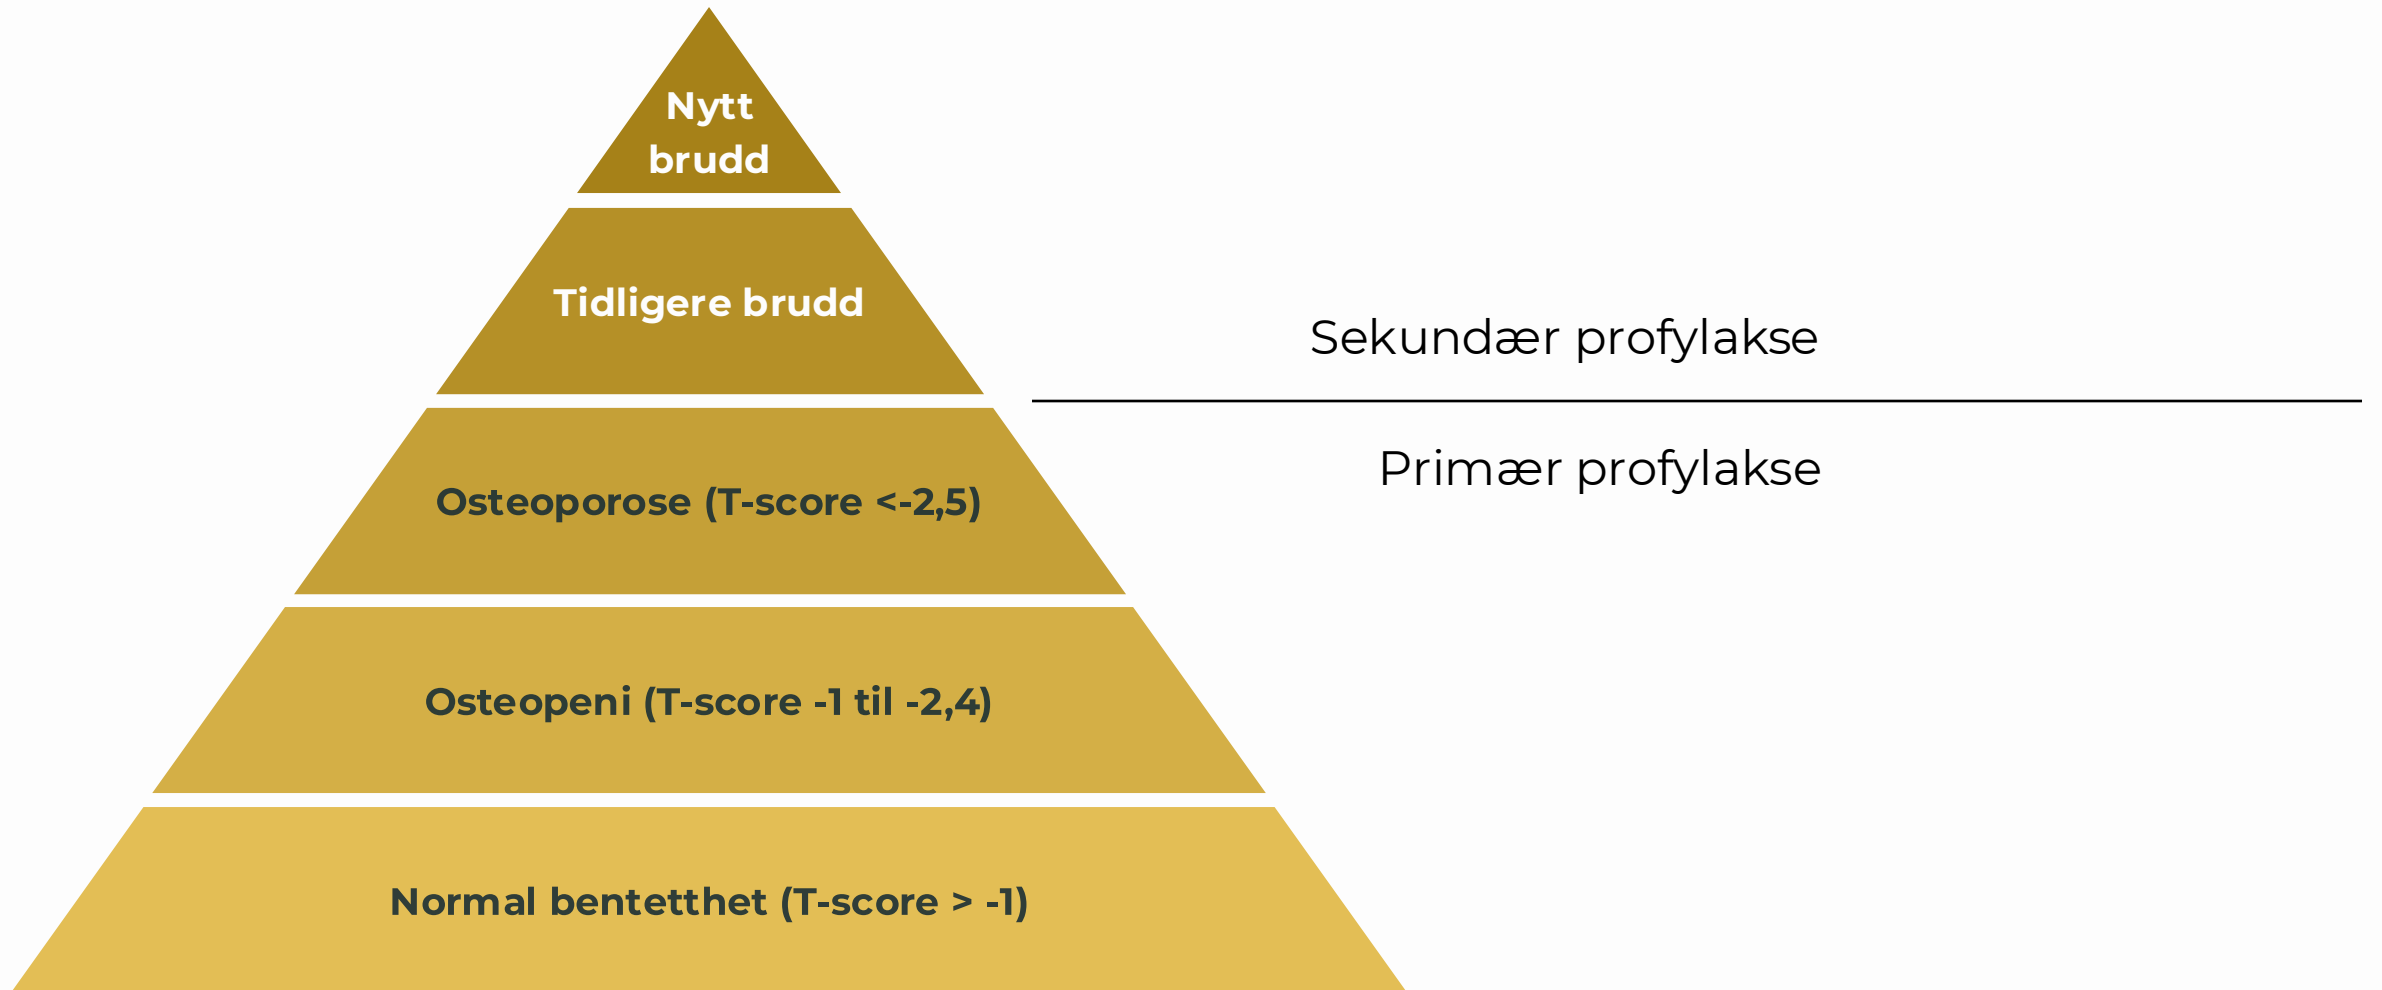 Nytt
brudd
Tidligere brudd
Sekundær profylakse
Primær profylakse
Osteoporose (T-score <-2,5)
Osteopeni (T-score -1 til -2,4)
Normal bentetthet (T-score > -1)